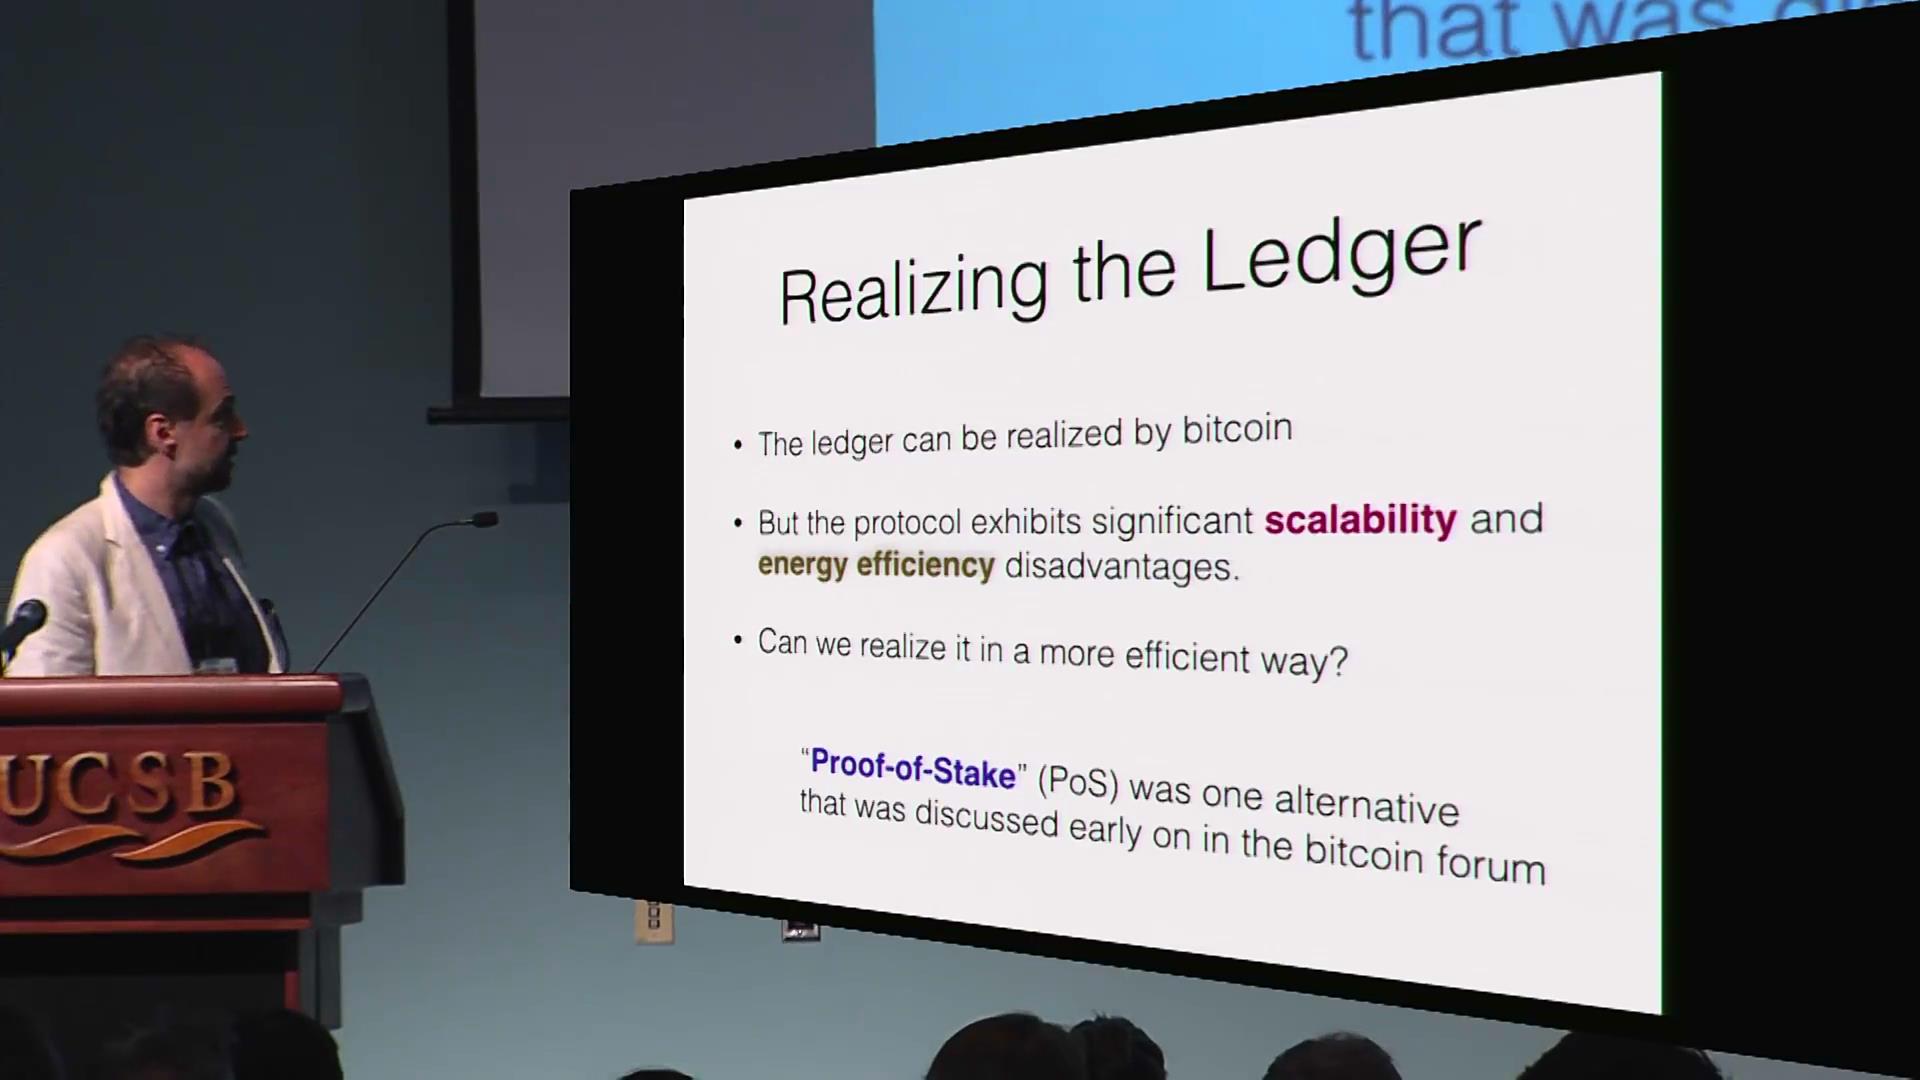 that was
Realizing the Ledger
• The ledger can be realized by bitcoin
• But the protocol exhibits significant scalability and
energy efficiency disadvantages.
• Can we realize it in a more efficient way?
“Proof-of-Stake” (PoS) was one alternative
that was discussed early on in the bitcoin forum
UCSB